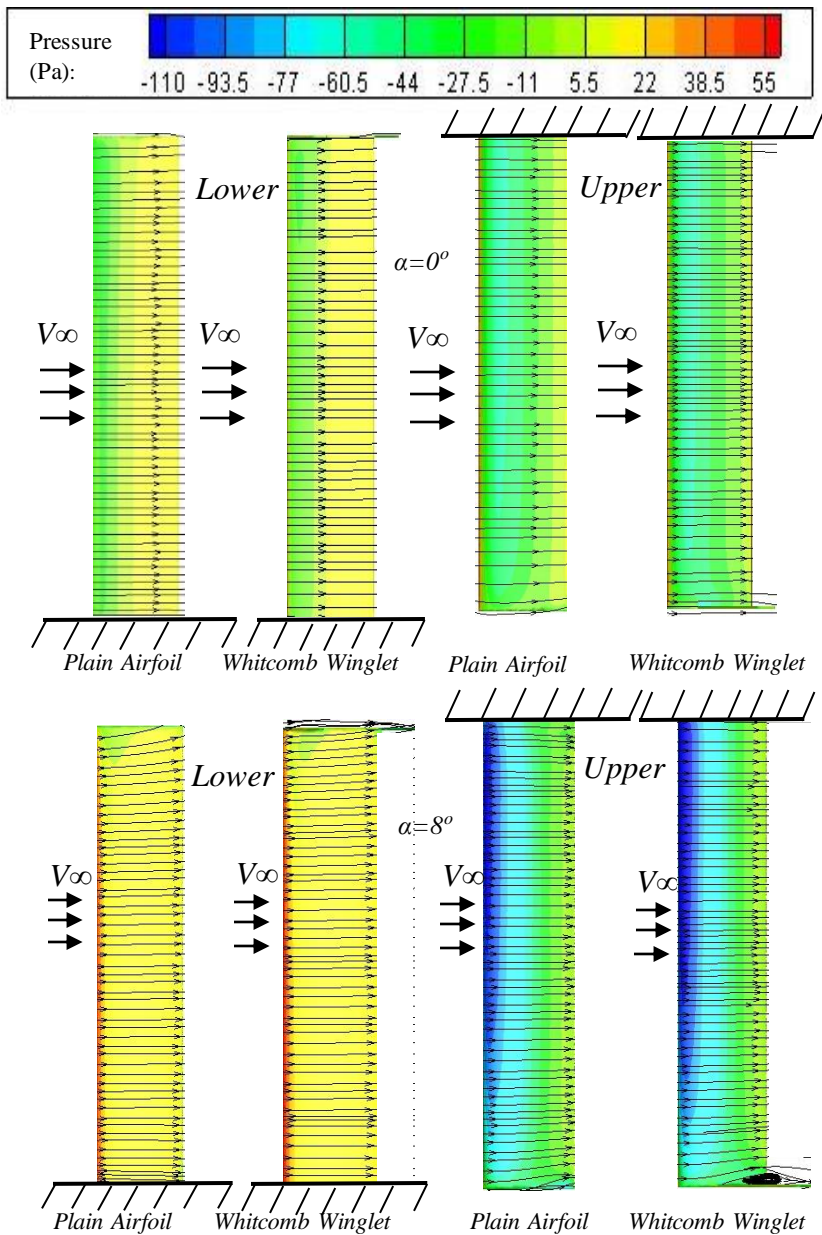 Pressure
(Pa):
-110 -93.5 -77 -60.5 -44 -27.5 -11 5.5 22 38.5 55
Lower
Upper
α=0º
V∞
V∞
V∞
V∞
Plain Airfoil
Whitcomb Winglet
Plain Airfoil
Whitcomb Winglet
Lower
Upper
α=8º
V∞
V∞
V∞
V∞
Plain Airfoil
Whitcomb Winglet
Plain Airfoil
Whitcomb Winglet